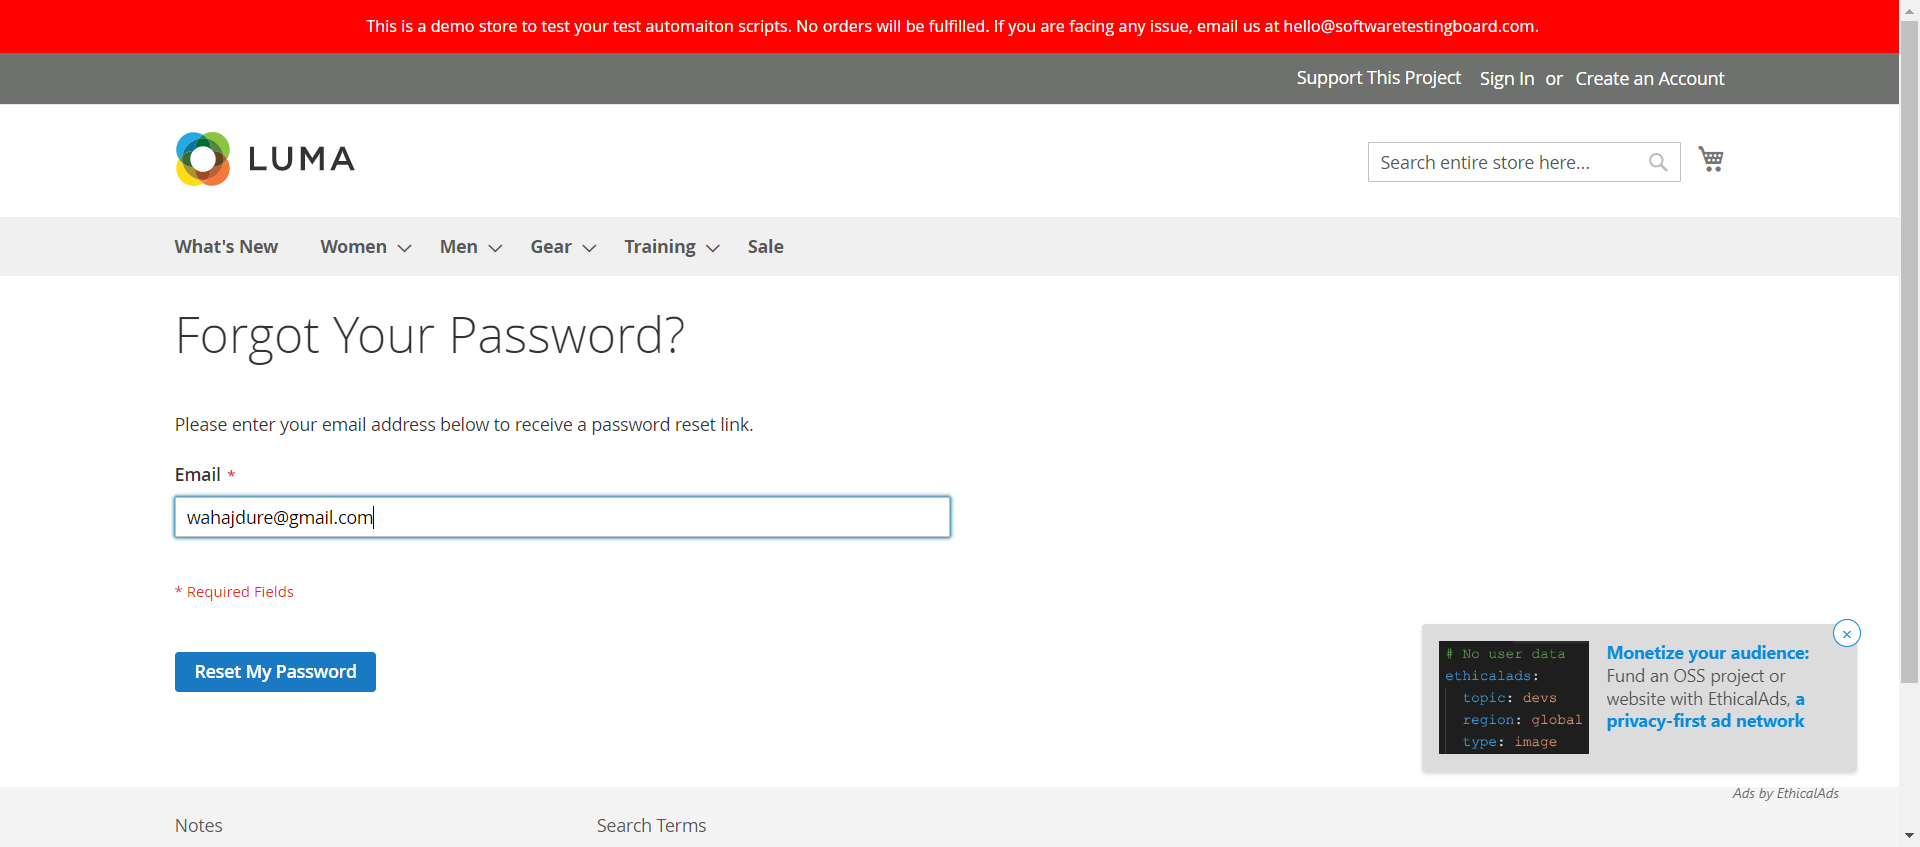 This is a demo store to test your test automaiton scripts. No orders will be fulfilled. If you are facing any issue, email us at hello@softwaretestingboard.com.
Support This Project Sign In or Create an Account
LUMA
Search entire store here...
What's New Women Men Gear Training Sale
Forgot Your Password?
Please enter your email address below to receive a password reset link.
Email *
wahajdure@gmail.com
* Required Fields
Reset My Password
# No user data
ethicalads:
topic: devs
region: global
type: image
Monetize your audience:
Fund an OSS project or
website with EthicalAds, a
privacy-first ad network
Ads by EthicalAds
Notes
Search Terms